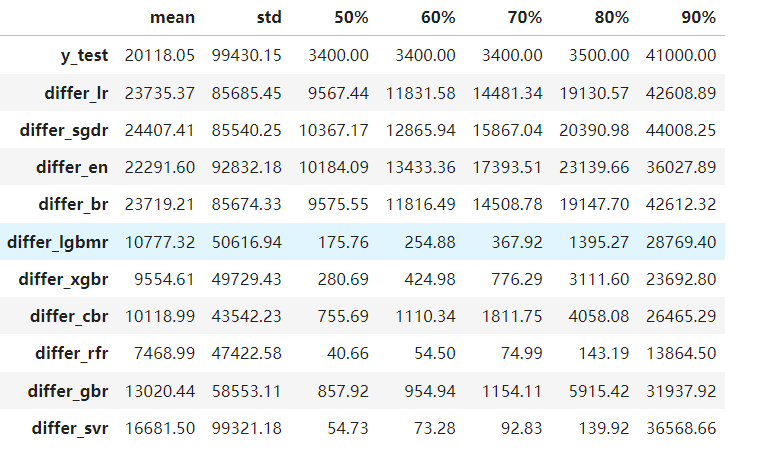 mean std 50% 60% 70% 80% 90%
y_test 20118.05 99430.15 3400.00 3400.00 3400.00 3500.00 41000.00
differ_lr 23735.37 85685.45 9567.44 11831.58 14481.34 19130.57 42608.89
differ_sgdr 24407.41 85540.25 10367.17 12865.94 15867.04 20390.98 44008.25
differ_en 22291.60 92832.18 10184.09 13433.36 17393.51 23139.66 36027.89
differ_br 23719.21 85674.33 9575.55 11816.49 14508.78 19147.70 42612.32
differ_lgbmr 10777.32 50616.94 175.76 254.88 367.92 1395.27 28769.40
differ_xgbr 9554.61 49729.43 280.69 424.98 776.29 3111.60 23692.80
differ_cbr 10118.99 43542.23 755.69 1110.34 1811.75 4058.08 26465.29
differ_rfr 7468.99 47422.58 40.66 54.50 74.99 143.19 13864.50
differ_gbr 13020.44 58553.11 857.92 954.94 1154.11 5915.42 31937.92
differ_svr 16681.50 99321.18 54.73 73.28 92.83 139.92 36568.66